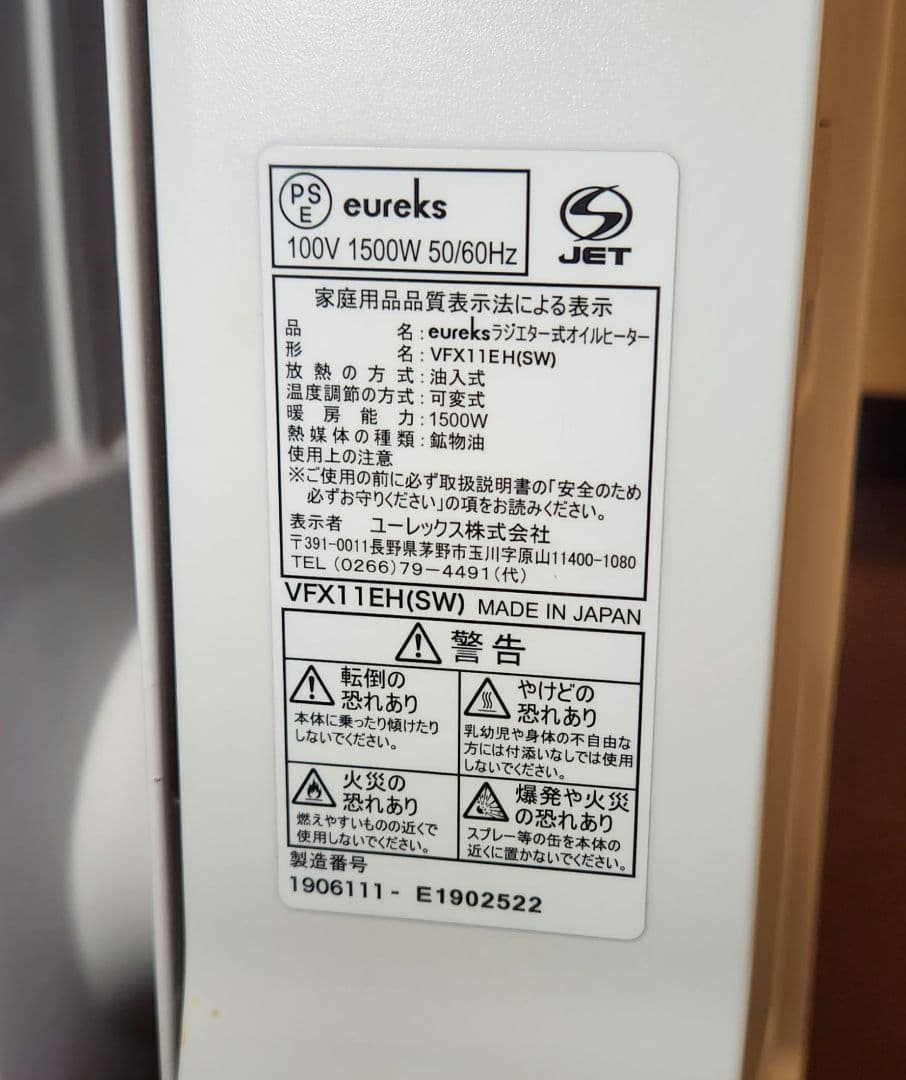 PS
E
eureks
100V 1500W 50/60Hz
JET
家庭用品品質表示法による表示
品名：eureksラジエター式オイルヒーター
形名：VFX11EH(SW)
放熱の方式：油入式
温度調節の方式：可変式
暖房能力：1500W
熱媒体の種類：鉱物油
使用上の注意
※ご使用の前に必ず取扱説明書の「安全のため
必ずお守りください」の項をお読みください。
表示者 ユーレックス株式会社
〒391-0011長野県茅野市玉川字原山11400-1080
TEL（0266）79－4491（代）
VFX11EH(SW) MADE IN JAPAN
警告
転倒の
恐れあり
本体に乗ったり傾けたり
しないでください。
やけどの
恐れあり
乳幼児や身体の不自由な
方には付添いなしでは使用
しないでください。
火災の
恐れあり
燃えやすいものの近くで
使用しないでください。
爆発や火災
の恐れあり
スプレー等の缶を本体の
近くに置かないでください。
製造番号
1906111- E1902522